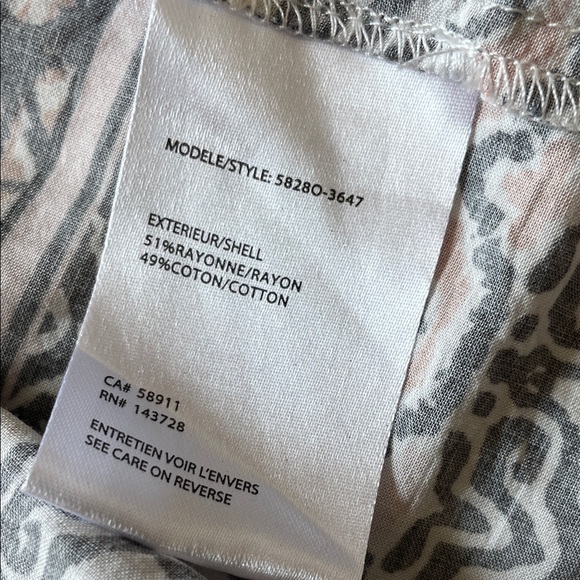 MODELE/STYLE: 5828O-3647
EXTERIEUR/SHELL
51%RAYONNE/RAYON
49%COTON/COTTON
CA# 58911
RN# 143728
ENTRETIEN VOIR L'ENVERS
SEE CARE ON REVERSE